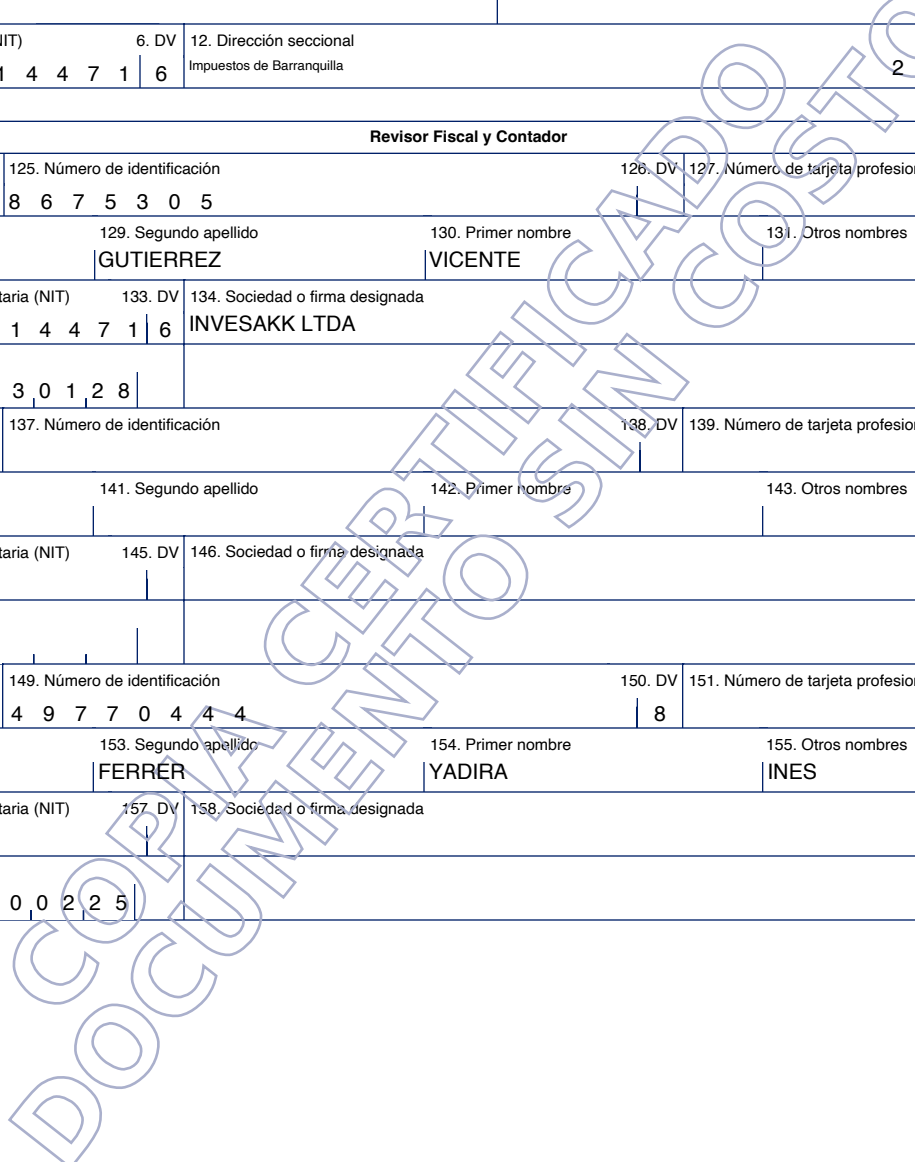 NIT) 6. DV 12. Dirección seccional
1 4 4 7 1 6 Impuestos de Barranquilla 2
Revisor Fiscal y Contador
125. Número de identificación 126. DV 127. Número de tarjeta profesion
8 6 7 5 3 0 5
129. Segundo apellido 130. Primer nombre 131. Otros nombres
GUTIERREZ VICENTE
taria (NIT) 133. DV 134. Sociedad o firma designada
1 4 4 7 1 6 INVESAKK LTDA
3 0 1 2 8
137. Número de identificación 138. DV 139. Número de tarjeta profesion
141. Segundo apellido 142. Primer nombre 143. Otros nombres
taria (NIT) 145. DV 146. Sociedad o firma designada
149. Número de identificación 150. DV 151. Número de tarjeta profesion
4 9 7 7 0 4 4 4 8
153. Segundo apellido 154. Primer nombre 155. Otros nombres
FERRER YADIRA INES
taria (NIT) 157. DV 158. Sociedad o firma designada
0 0 2 2 5
COPIA CERTIFICADO
DOCUMENTO SIN COSTO